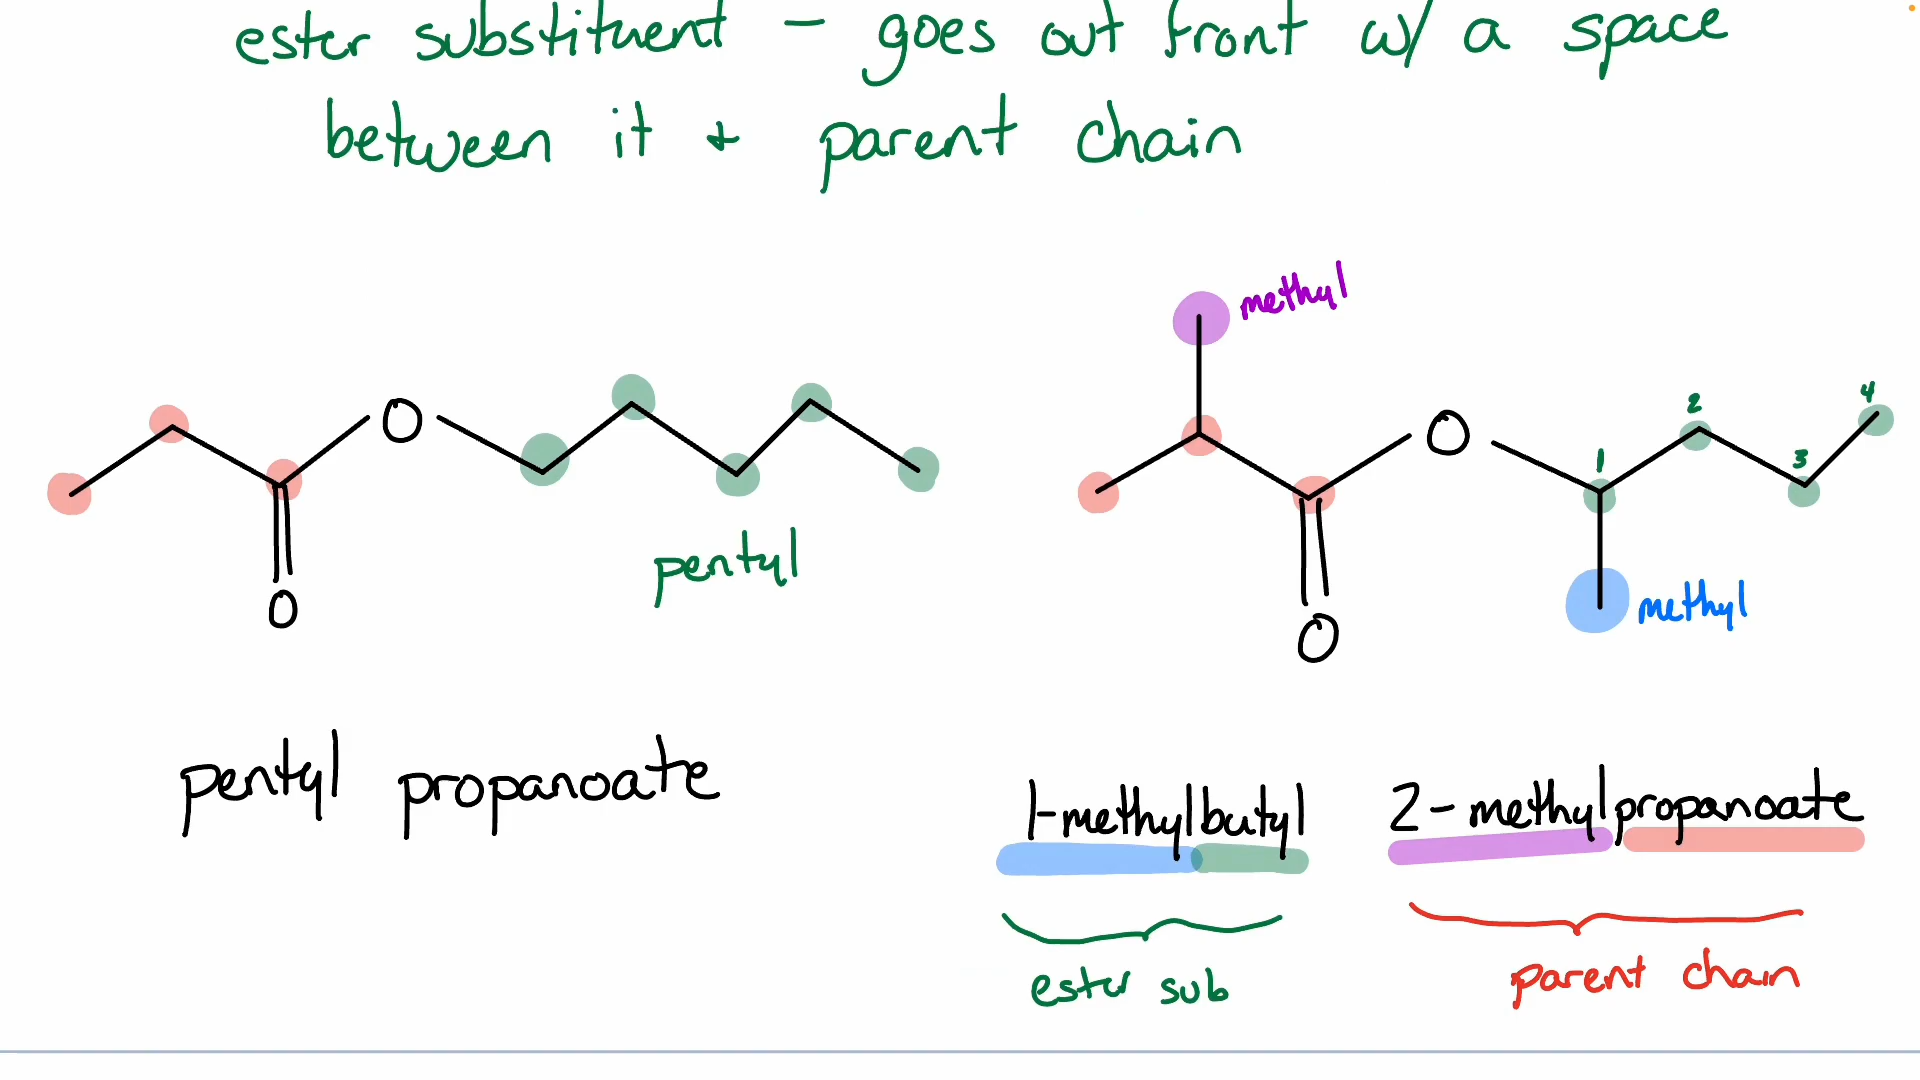 ester substituent – goes out front w/ a space
between it + parent chain
methyl
O
O
pentyl
O
O
1
2
3
4
methyl
pentyl propanoate
1-methylbutyl 2-methylpropanoate
ester sub
parent chain